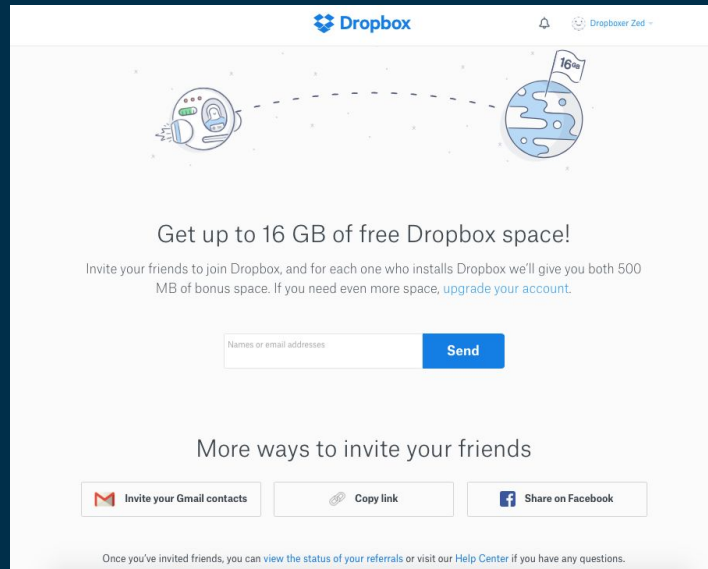 Dropbox
Dropboxer Zed
16GB
Get up to 16 GB of free Dropbox space!
Invite your friends to join Dropbox, and for each one who installs Dropbox we'll give you both 500
MB of bonus space. If you need even more space, upgrade your account.
Names or email addresses
Send
More ways to invite your friends
Invite your Gmail contacts
Copy link
Share on Facebook
Once you've invited friends, you can view the status of your referrals or visit our Help Center if you have any questions.